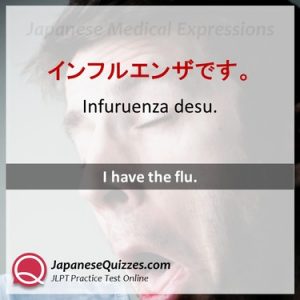 Japanese Medical Expressions
インフルエンザです。
Infuruenza desu.
I have the flu.
JapaneseQuizzes.com
JLPT Practice Test Online